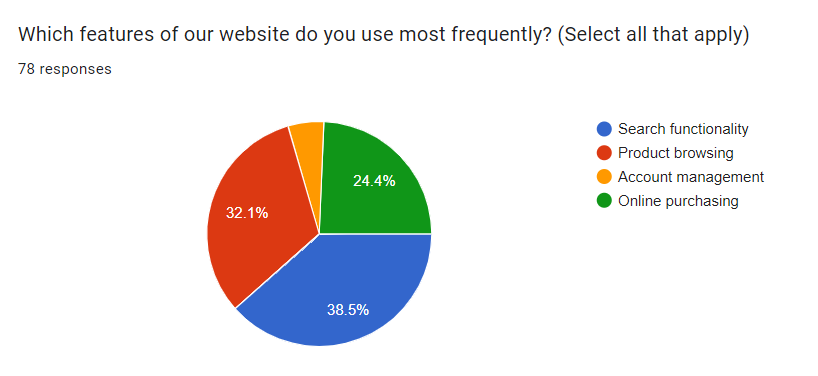 Which features of our website do you use most frequently? (Select all that apply)
78 responses
Search functionality
Product browsing
Account management
Online purchasing
24.4%
32.1%
38.5%